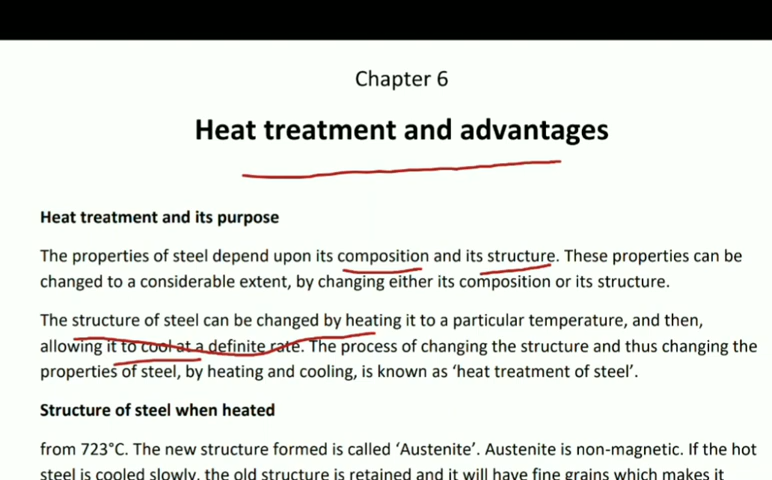 Chapter 6
Heat treatment and advantages
Heat treatment and its purpose
The properties of steel depend upon its composition and its structure. These properties can be
changed to a considerable extent, by changing either its composition or its structure.
The structure of steel can be changed by heating it to a particular temperature, and then,
allowing it to cool at a definite rate. The process of changing the structure and thus changing the
properties of steel, by heating and cooling, is known as ‘heat treatment of steel’.
Structure of steel when heated
from 723°C. The new structure formed is called ‘Austenite’. Austenite is non-magnetic. If the hot
steel is cooled slowly, the old structure is retained and it will have fine grains which makes it